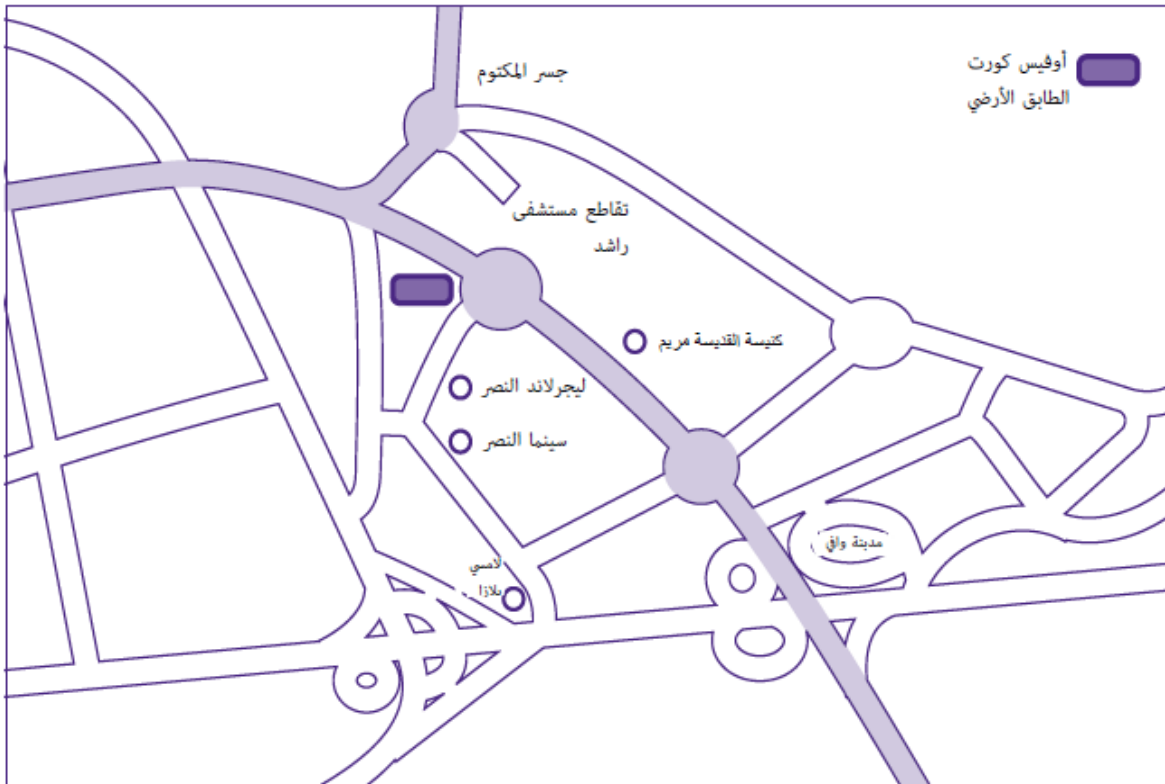 جسر المكتوم
أوفيس كورت
الطابق الأرضي
تقاطع مستشفى
راشد
كنيسة القديسة مريم
ليجرلاند النصر
سينما النصر
مدينة وافي
لامسي
بلازا